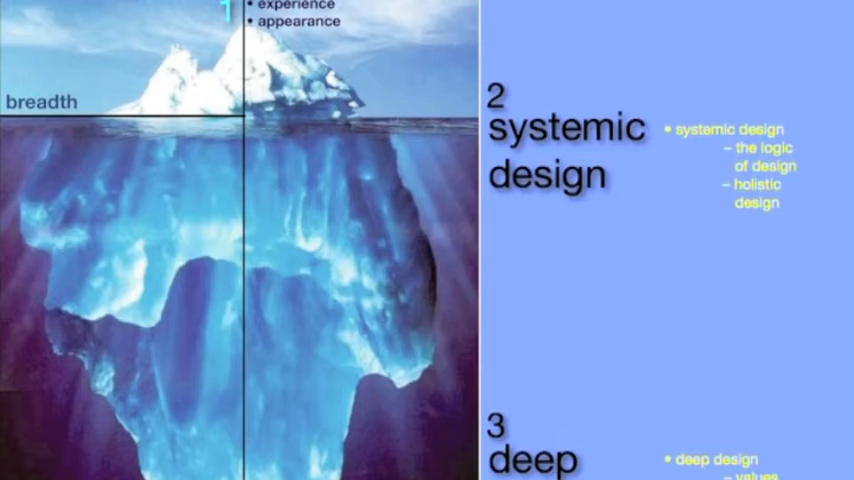 1
• experience
• appearance
breadth
2
systemic
design
• systemic design
– the logic
of design
– holistic
design
3
deep
• deep design
– values